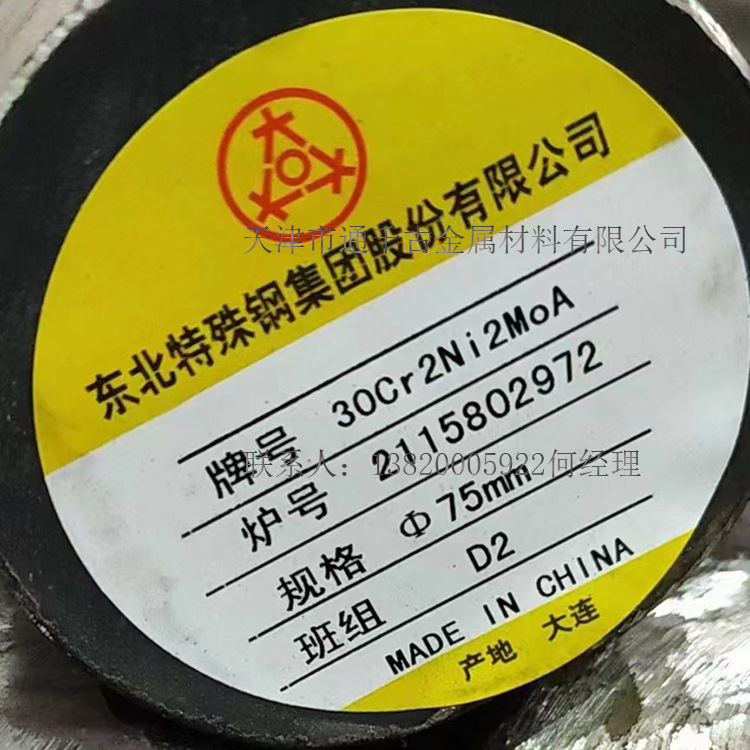 东北特殊钢集团股份有限公司
天津市通千古金属材料有限公司
牌号 30Cr2Ni2MoA
炉号 2115802972
联系人：13820005922何经理
规格 Φ75mm
班组 D2
MADE IN CHINA
产地 大连